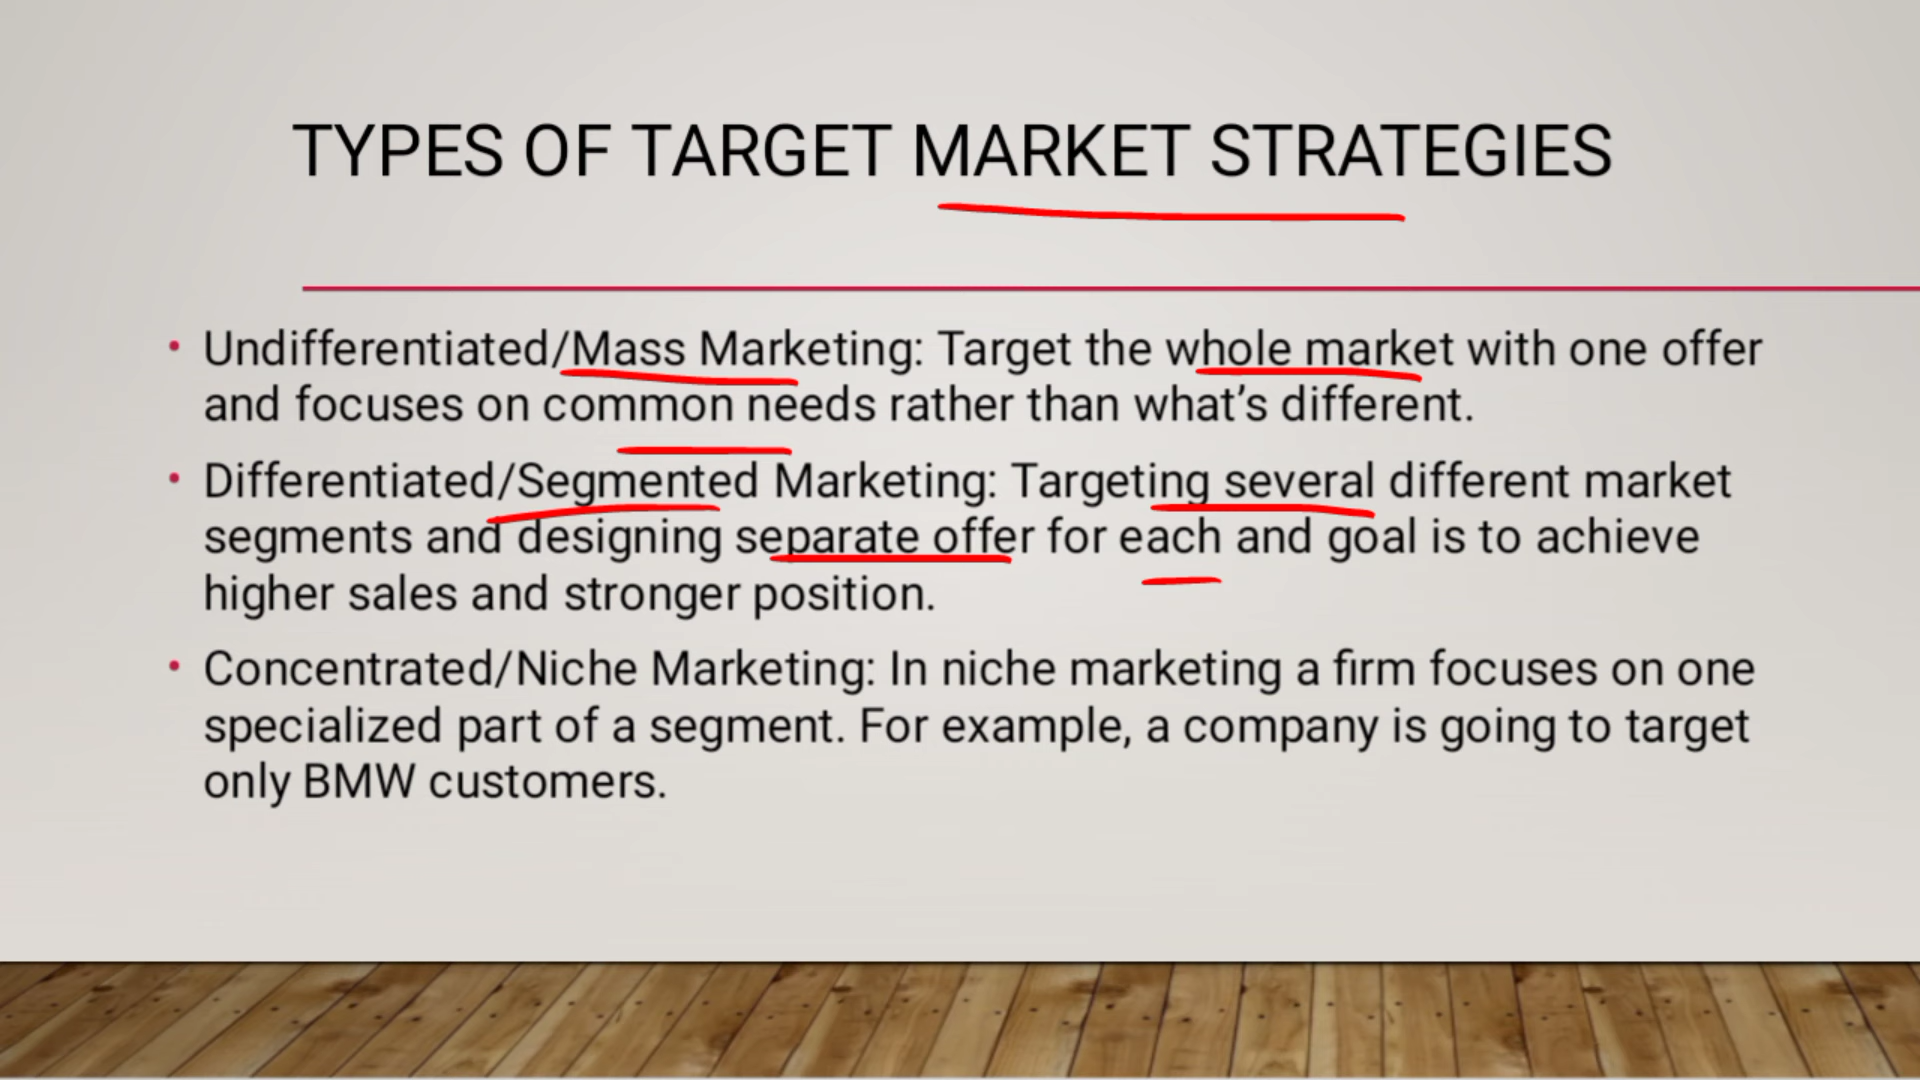 TYPES OF TARGET MARKET STRATEGIES
• Undifferentiated/Mass Marketing: Target the whole market with one offer
and focuses on common needs rather than what’s different.
• Differentiated/Segmented Marketing: Targeting several different market
segments and designing separate offer for each and goal is to achieve
higher sales and stronger position.
• Concentrated/Niche Marketing: In niche marketing a firm focuses on one
specialized part of a segment. For example, a company is going to target
only BMW customers.